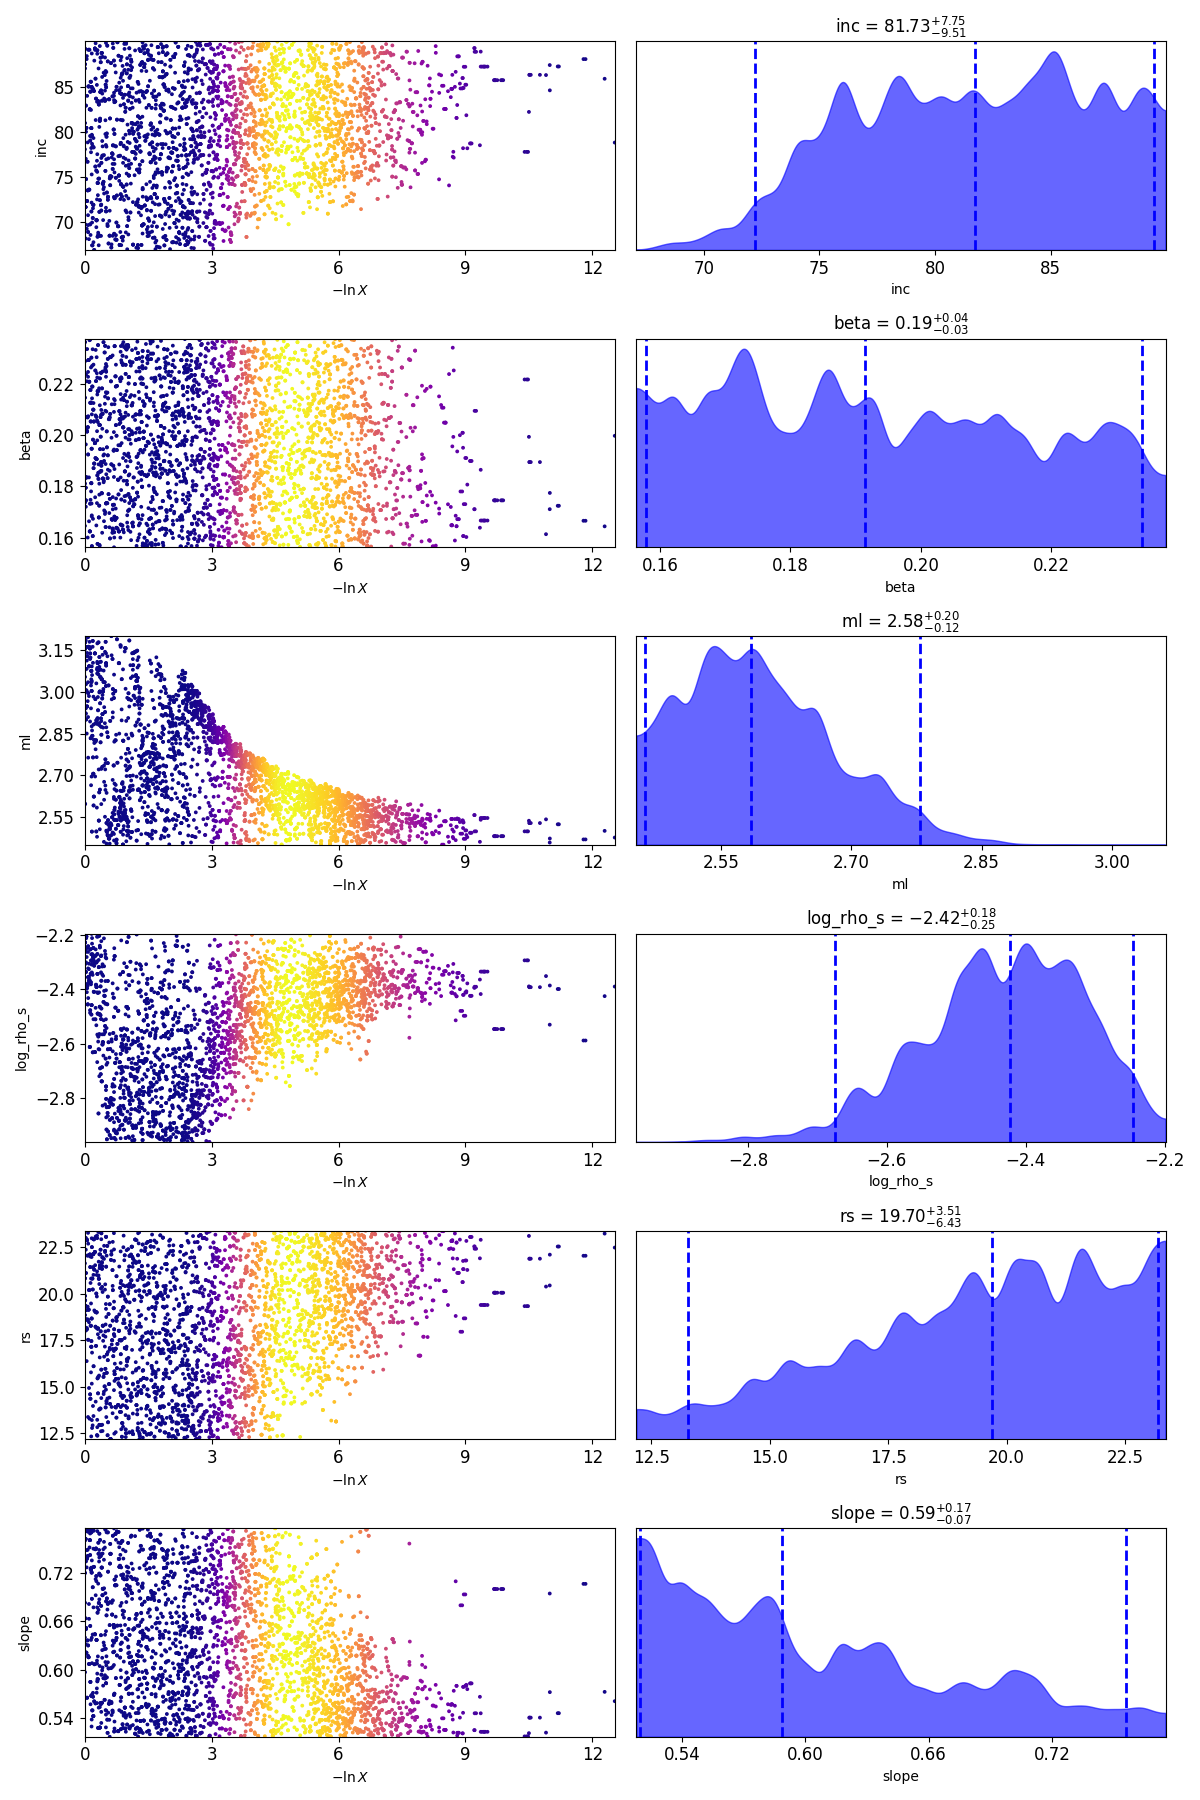 inc = 81.73+7.75−9.51
85
80
75
70
inc
0 3 6 9 12
−ln X
70 75 80 85
inc
beta = 0.19+0.04−0.03
0.22
0.20
0.18
0.16
beta
0 3 6 9 12
−ln X
0.16 0.18 0.20 0.22
beta
ml = 2.58+0.20−0.12
3.15
3.00
2.85
2.70
2.55
ml
0 3 6 9 12
−ln X
2.55 2.70 2.85 3.00
ml
log_rho_s = −2.42+0.18−0.25
−2.2
−2.4
−2.6
−2.8
log_rho_s
0 3 6 9 12
−ln X
−2.8 −2.6 −2.4 −2.2
log_rho_s
rs = 19.70+3.51−6.43
22.5
20.0
17.5
15.0
12.5
rs
0 3 6 9 12
−ln X
12.5 15.0 17.5 20.0 22.5
rs
slope = 0.59+0.17−0.07
0.72
0.66
0.60
0.54
slope
0 3 6 9 12
−ln X
0.54 0.60 0.66 0.72
slope